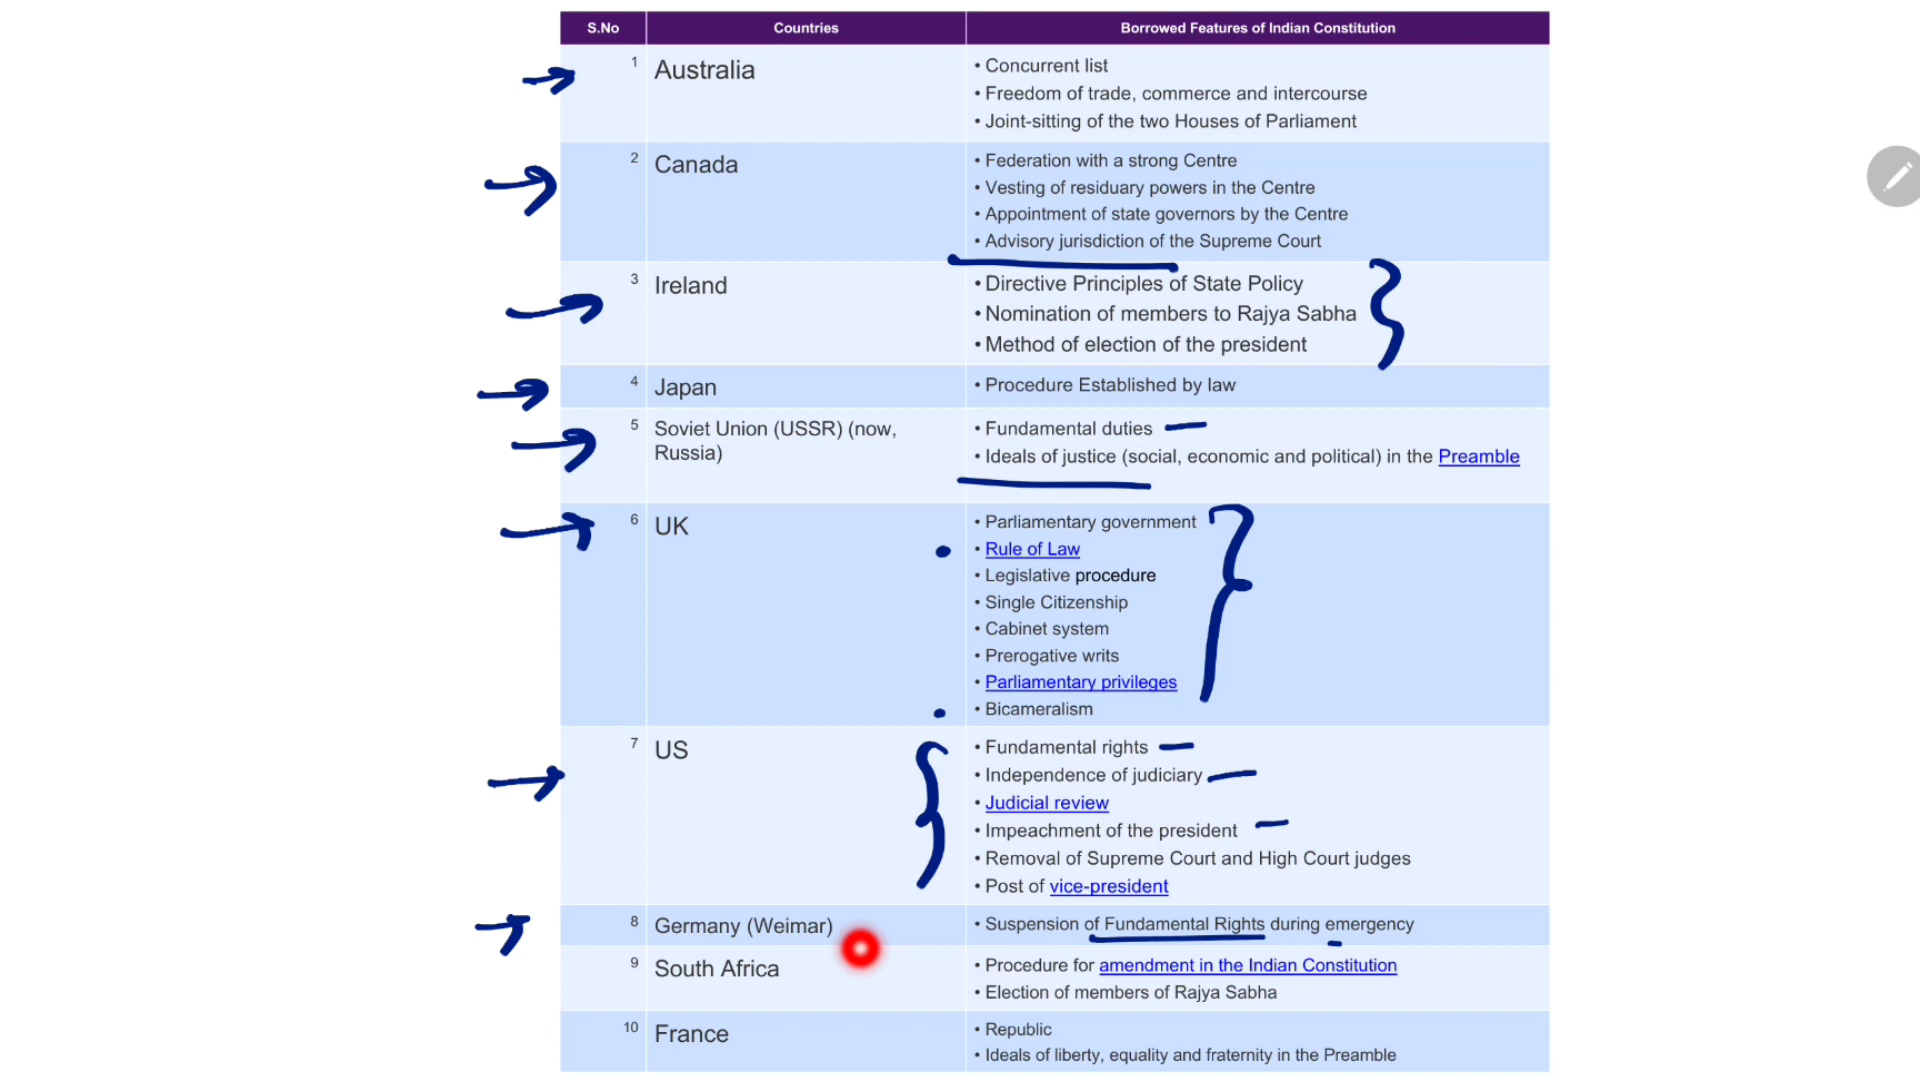 S.No Countries Borrowed Features of Indian Constitution
1 Australia
• Concurrent list
• Freedom of trade, commerce and intercourse
• Joint-sitting of the two Houses of Parliament
2 Canada
• Federation with a strong Centre
• Vesting of residuary powers in the Centre
• Appointment of state governors by the Centre
• Advisory jurisdiction of the Supreme Court
3 Ireland
• Directive Principles of State Policy
• Nomination of members to Rajya Sabha
• Method of election of the president
4 Japan
• Procedure Established by law
5 Soviet Union (USSR) (now,
Russia)
• Fundamental duties
• Ideals of justice (social, economic and political) in the Preamble
6 UK
• Parliamentary government
• Rule of Law
• Legislative procedure
• Single Citizenship
• Cabinet system
• Prerogative writs
• Parliamentary privileges
• Bicameralism
7 US
• Fundamental rights
• Independence of judiciary
• Judicial review
• Impeachment of the president
• Removal of Supreme Court and High Court judges
• Post of vice-president
8 Germany (Weimar)
• Suspension of Fundamental Rights during emergency
9 South Africa
• Procedure for amendment in the Indian Constitution
• Election of members of Rajya Sabha
10 France
• Republic
• Ideals of liberty, equality and fraternity in the Preamble